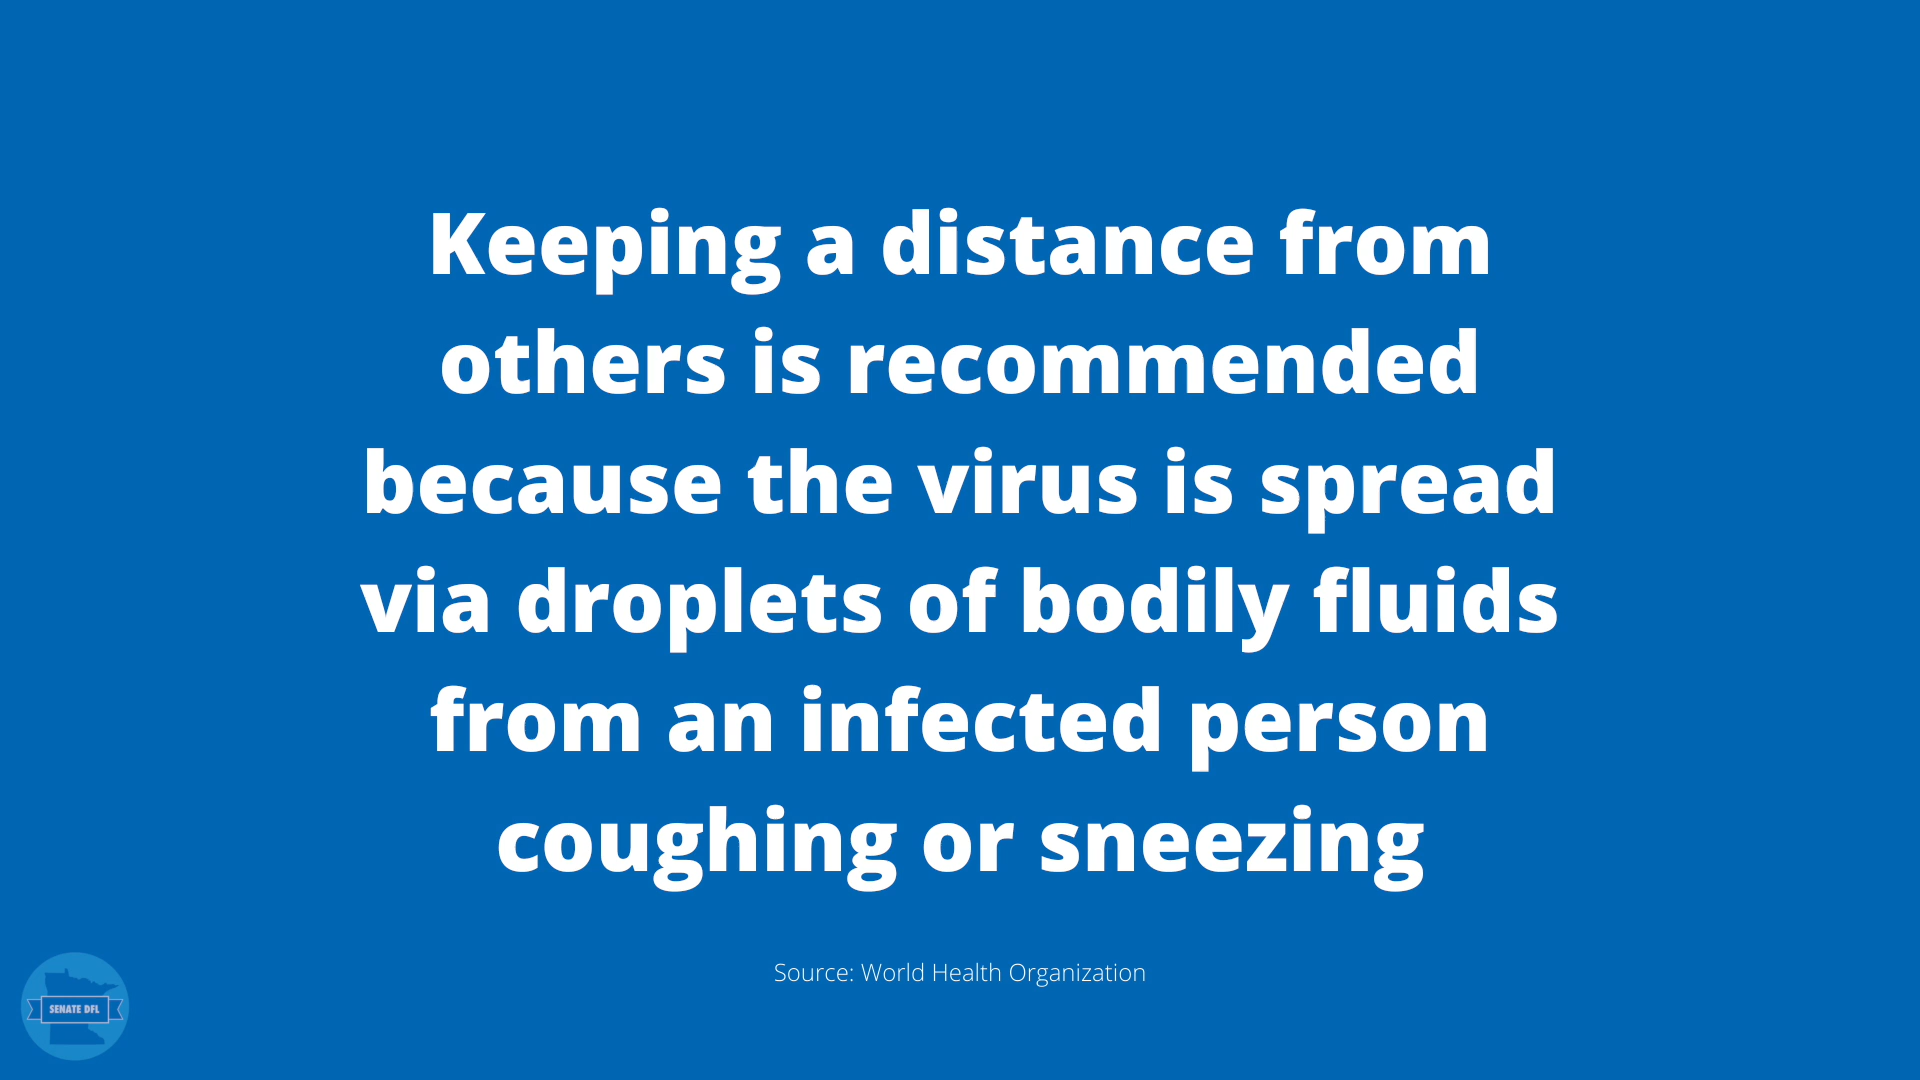 Keeping a distance from
others is recommended
because the virus is spread
via droplets of bodily fluids
from an infected person
coughing or sneezing
Source: World Health Organization
SENATE DFL